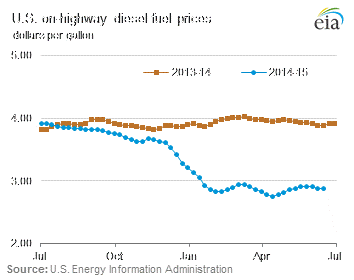 U.S. on-highway diesel fuel prices
dollars per gallon
eia
5.00
2013-14
2014-15
4.00
3.00
2.00
Jul
Oct
Jan
Apr
Jul
Source: U.S. Energy Information Administration